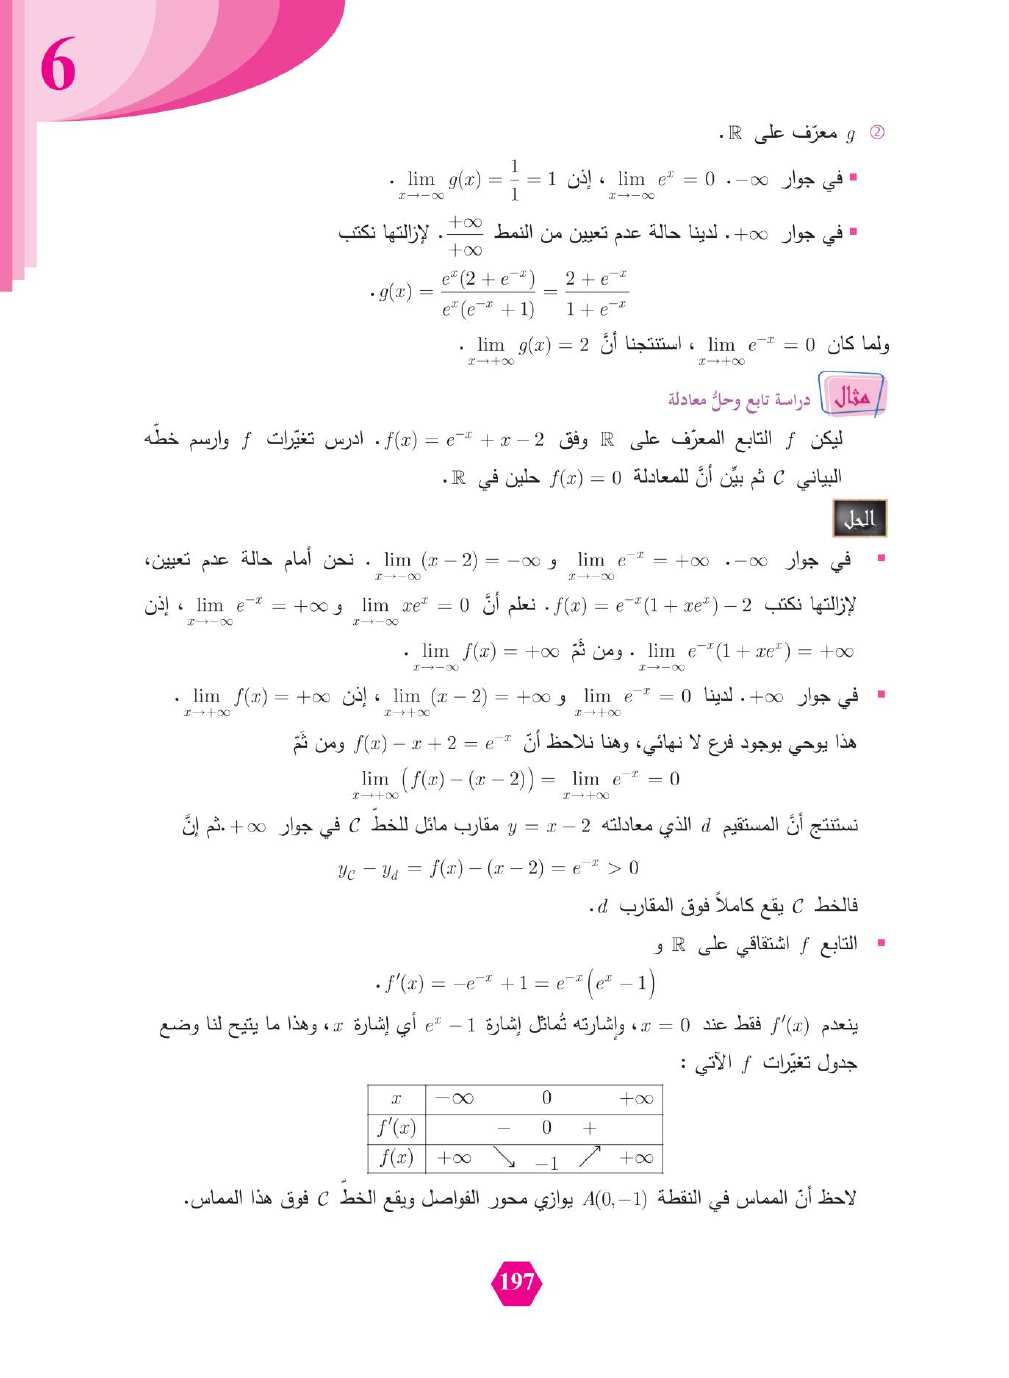 6
② g معرّف على ℝ.
▪ في جوار −∞. lim_{x→−∞} e^x = 0 ، إذن lim_{x→−∞} g(x) = 1/1 = 1 .
▪ في جوار +∞. لدينا حالة عدم تعيين من النمط +∞/+∞. لإزالتها نكتب
g(x) = e^x(2 + e^{−x})/e^x(e^{−x} + 1) = (2 + e^{−x})/(1 + e^{−x}) .
ولما كان lim_{x→+∞} e^{−x} = 0 ، استنتجنا أنَّ lim_{x→+∞} g(x) = 2 .
مثال دراسة تابع وحلُّ معادلة
ليكن f التابع المعرّف على ℝ وفق f(x) = e^{−x} + x − 2. ادرس تغيّرات f وارسم خطّه
البياني C ثم بيِّن أنَّ للمعادلة f(x) = 0 حلين في ℝ.
الحل
▪ في جوار −∞. lim_{x→−∞} e^{−x} = +∞ و lim_{x→−∞} (x − 2) = −∞ . نحن أمام حالة عدم تعيين،
لإزالتها نكتب f(x) = e^{−x}(1 + xe^x) − 2. نعلم أنَّ lim_{x→−∞} xe^x = 0 و lim_{x→−∞} e^{−x} = +∞ ، إذن
lim_{x→−∞} e^{−x}(1 + xe^x) = +∞ . ومن ثَمّ lim_{x→−∞} f(x) = +∞ .
▪ في جوار +∞. لدينا lim_{x→+∞} e^{−x} = 0 و lim_{x→+∞} (x − 2) = +∞ ، إذن lim_{x→+∞} f(x) = +∞ .
هذا يوحي بوجود فرع لا نهائي، وهنا نلاحظ أنّ f(x) − x + 2 = e^{−x} ومن ثَمّ
lim_{x→+∞} (f(x) − (x − 2)) = lim_{x→+∞} e^{−x} = 0
نستنتج أنَّ المستقيم d الذي معادلته y = x − 2 مقارب مائل للخطّ C في جوار +∞. ثم إنَّ
y_C − y_d = f(x) − (x − 2) = e^{−x} > 0
فالخط C يقع كاملاً فوق المقارب d.
▪ التابع f اشتقاقي على ℝ و
f′(x) = −e^{−x} + 1 = e^{−x}(e^x − 1) .
ينعدم f′(x) فقط عند x = 0، وإشارته تُماثل إشارة e^x − 1 أي إشارة x، وهذا ما يتيح لنا وضع
جدول تغيّرات f الآتي :
x −∞ 0 +∞
f′(x) − 0 +
f(x) +∞ ↘ −1 ↗ +∞
لاحظ أنّ المماس في النقطة A(0,−1) يوازي محور الفواصل ويقع الخطّ C فوق هذا المماس.
197